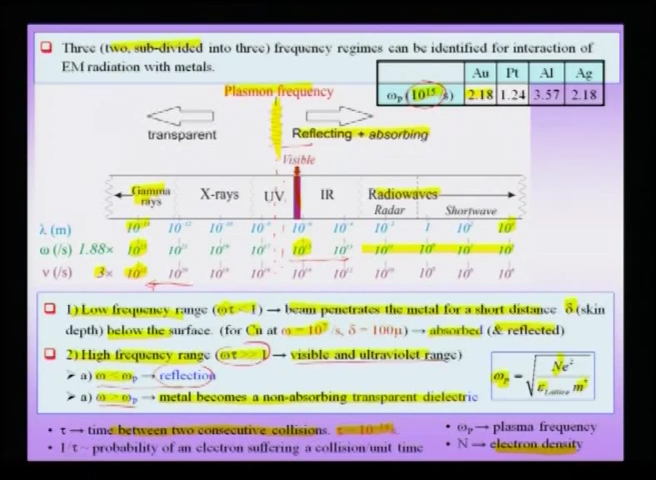 Three (two, sub-divided into three) frequency regimes can be identified for interaction of
EM radiation with metals.
Au Pt Al Ag
ωp (10¹⁵/s) 2.18 1.24 3.57 2.18
Plasmon frequency
transparent
Reflecting + absorbing
Visible
Gamma rays X-rays UV IR Radiowaves
Radar Shortwave
λ (m)
ω (/s) 1.88×
ν (/s) 3×
1) Low frequency range (ωτ < 1) → beam penetrates the metal for a short distance δ (skin
depth) below the surface. (for Cu at ω = 10⁷ /s, δ = 100μ) → absorbed (& reflected)
2) High frequency range (ωτ >> 1 → visible and ultraviolet range)
a) ω < ωp → reflection
a) ω > ωp → metal becomes a non-absorbing transparent dielectric
ωp = √(Ne² / εLattice m*)
• τ → time between two consecutive collisions.
• 1/τ ~ probability of an electron suffering a collision/unit time
• ωp → plasma frequency
• N → electron density